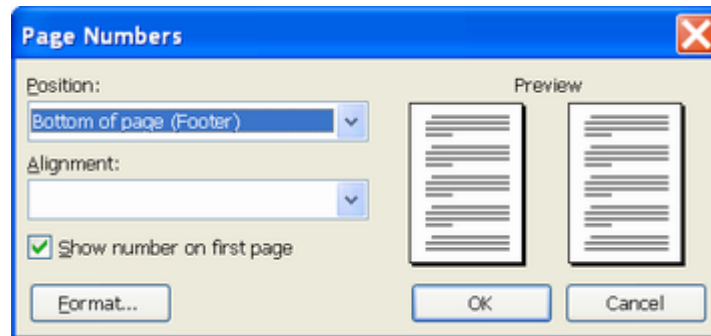 Page Numbers
Position:
Preview
Bottom of page (Footer)
Alignment:
Show number on first page
Format...
OK
Cancel